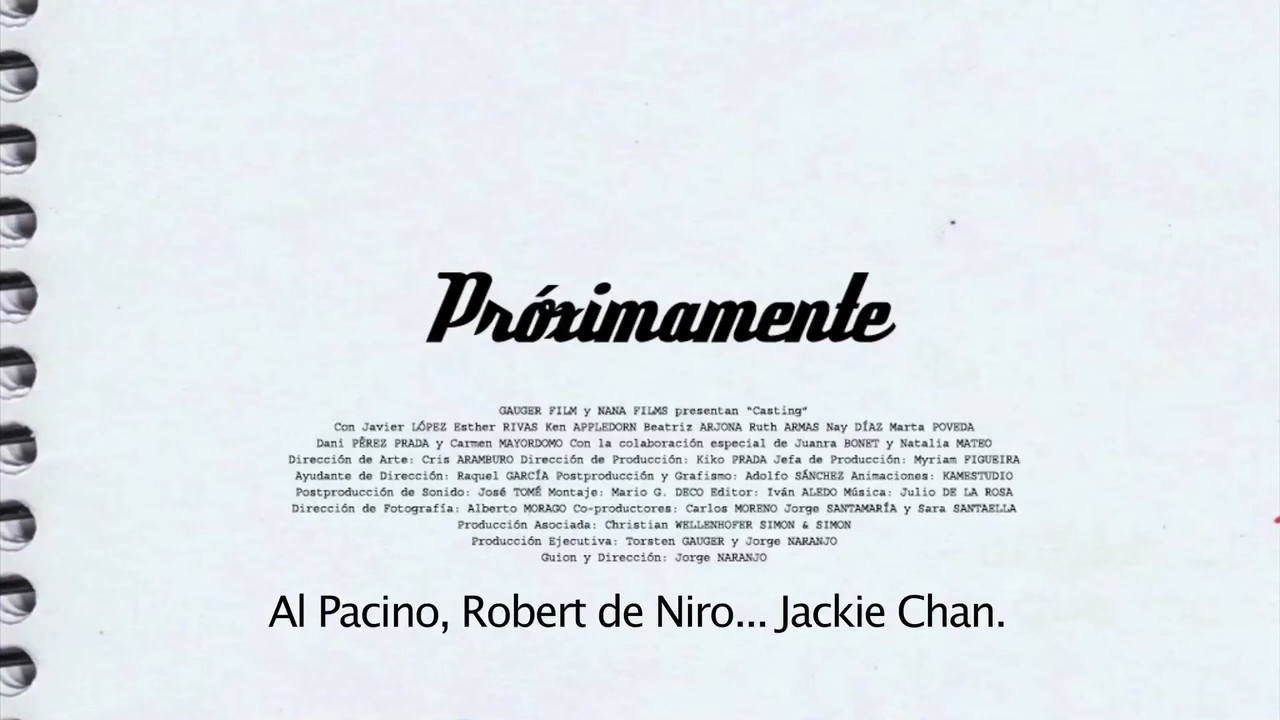 Próximamente
GAUGER FILM y NANA FILMS presentan "Casting"
Con Javier LÓPEZ Esther RIVAS Ken APPLEDORN Beatriz ARJONA Ruth ARMAS Nay DÍAZ Marta POVEDA
Dani PÉREZ PRADA y Carmen MAYORDOMO Con la colaboración especial de Juanra BONET y Natalia MATEO
Dirección de Arte: Cris ARAMBURO Dirección de Producción: Kiko PRADA Jefa de Producción: Myriam FIGUEIRA
Ayudante de Dirección: Raquel GARCÍA Postproducción y Grafismo: Adolfo SÁNCHEZ Animaciones: KAMESTUDIO
Postproducción de Sonido: José TOMÉ Montaje: Mario G. DECO Editor: Iván ALEDO Música: Julio DE LA ROSA
Dirección de Fotografía: Alberto MORAGO Co-productores: Carlos MORENO Jorge SANTAMARÍA y Sara SANTAELLA
Producción Asociada: Christian WELLENHOFER SIMON & SIMON
Producción Ejecutiva: Torsten GAUGER y Jorge NARANJO
Guion y Dirección: Jorge NARANJO
Al Pacino, Robert de Niro... Jackie Chan.